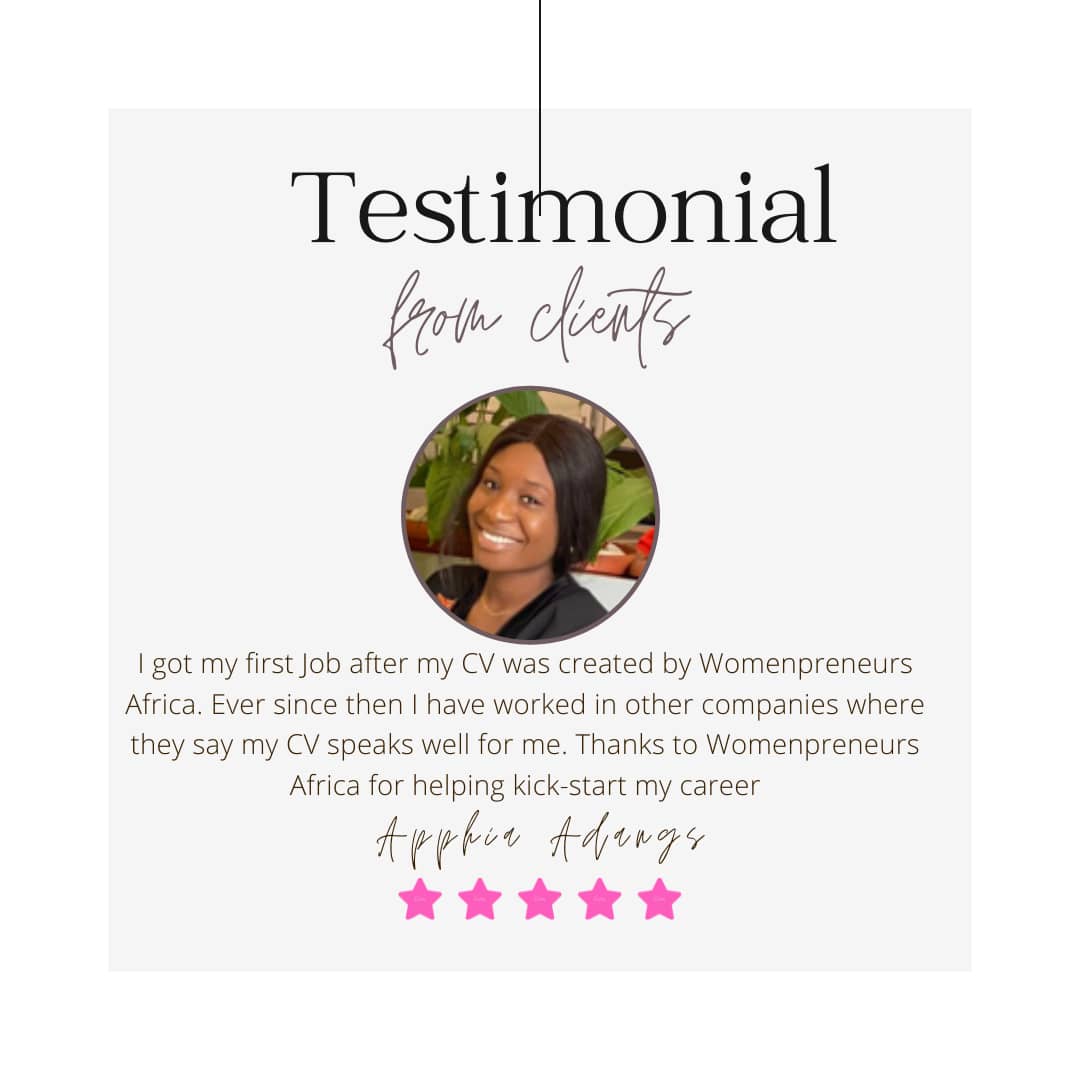 Testimonial
from clients
I got my first Job after my CV was created by Womenpreneurs
Africa. Ever since then I have worked in other companies where
they say my CV speaks well for me. Thanks to Womenpreneurs
Africa for helping kick-start my career
Apphia Adangs